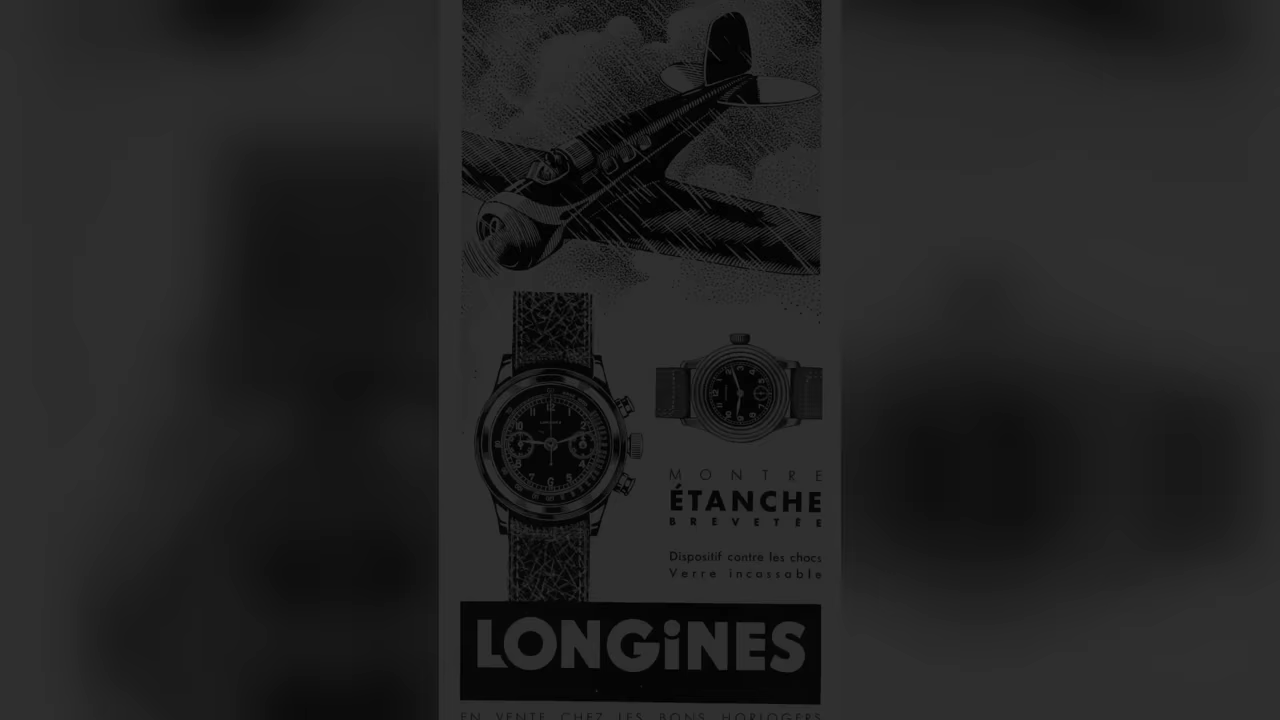 MONTRE
ÉTANCHE
BREVETÉE
Dispositif contre les chocs
Verre incassable
LONGiNES
EN VENTE CHEZ LES BONS HORLOGERS